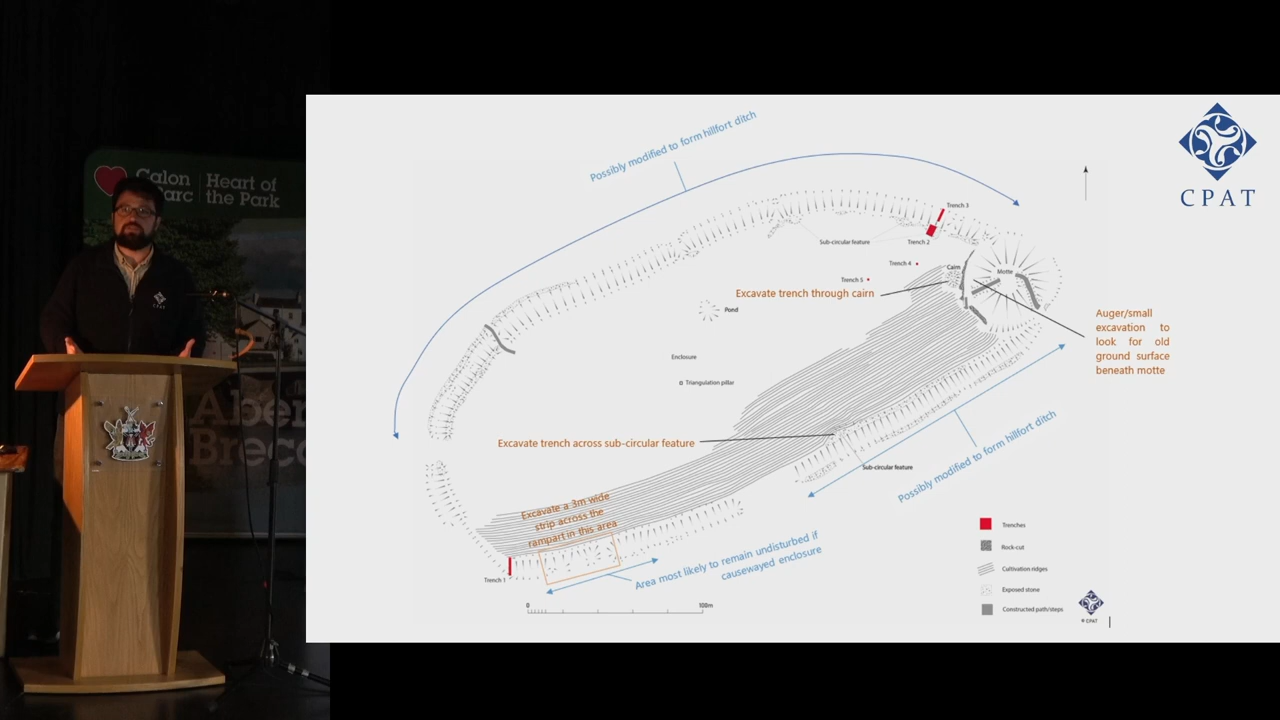 Calon
Parc
Heart of
the Park
CPAT
Aber
Brec
Possibly modified to form hillfort ditch
CPAT
Trench 3
Sub-circular feature
Trench 2
Trench 4
Cairn
Motte
Trench 5
Excavate trench through cairn
Pond
Auger/small
excavation to
look for old
ground surface
beneath motte
Enclosure
Triangulation pillar
Excavate trench across sub-circular feature
Sub-circular feature
Possibly modified to form hillfort ditch
Excavate a 3m wide
strip across the
rampart in this area
Area most likely to remain undisturbed if
causewayed enclosure
Trench 1
0 100m
Trenches
Rock-cut
Cultivation ridges
Exposed stone
Constructed path/steps
© CPAT